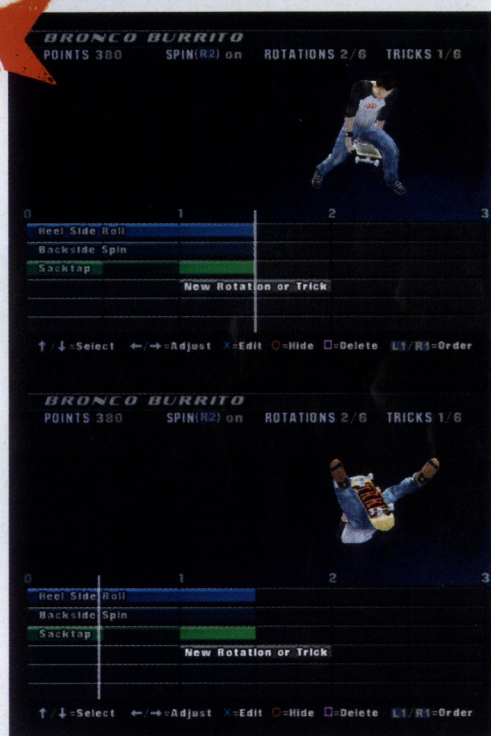 BRONCO BURRITO
POINTS 380 SPIN(R2) on ROTATIONS 2/6 TRICKS 1/6
0 1 2 3
Heel Side Roll
Backside Spin
Sacktap
New Rotation or Trick
↑/↓=Select ←/→=Adjust X=Edit O=Hide □=Delete L1/R1=Order
BRONCO BURRITO
POINTS 380 SPIN(R2) on ROTATIONS 2/6 TRICKS 1/6
0 1 2 3
Heel Side Roll
Backside Spin
Sacktap
New Rotation or Trick
↑/↓=Select ←/→=Adjust X=Edit O=Hide □=Delete L1/R1=Order